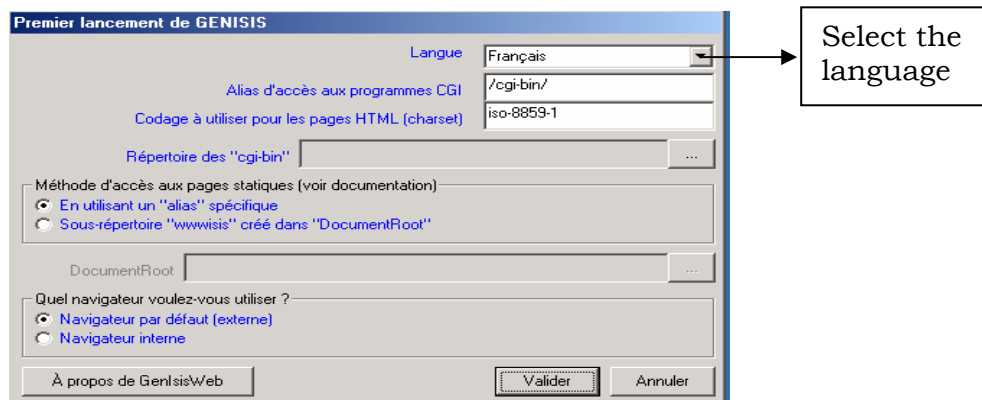 Premier lancement de GENISIS
Langue Français
Select the
language
Alias d'accès aux programmes CGI /cgi-bin/
Codage à utiliser pour les pages HTML (charset) iso-8859-1
Répertoire des "cgi-bin" ...
Méthode d'accès aux pages statiques (voir documentation)
En utilisant un "alias" spécifique
Sous-répertoire "wwwisis" créé dans "DocumentRoot"
DocumentRoot ...
Quel navigateur voulez-vous utiliser ?
Navigateur par défaut (externe)
Navigateur interne
À propos de GenIsisWeb Valider Annuler